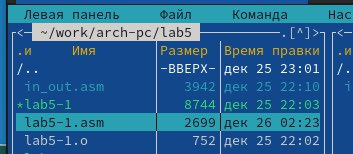 Левая панель Файл Команда Нас
~/work/arch-pc/lab5 .[^]>
.и Имя Размер Время правки
/.. -ВВЕРХ- дек 25 23:01
in_out.asm 3942 дек 25 22:10
*lab5-1 8744 дек 25 22:03
lab5-1.asm 2699 дек 26 02:23
lab5-1.o 752 дек 25 22:02